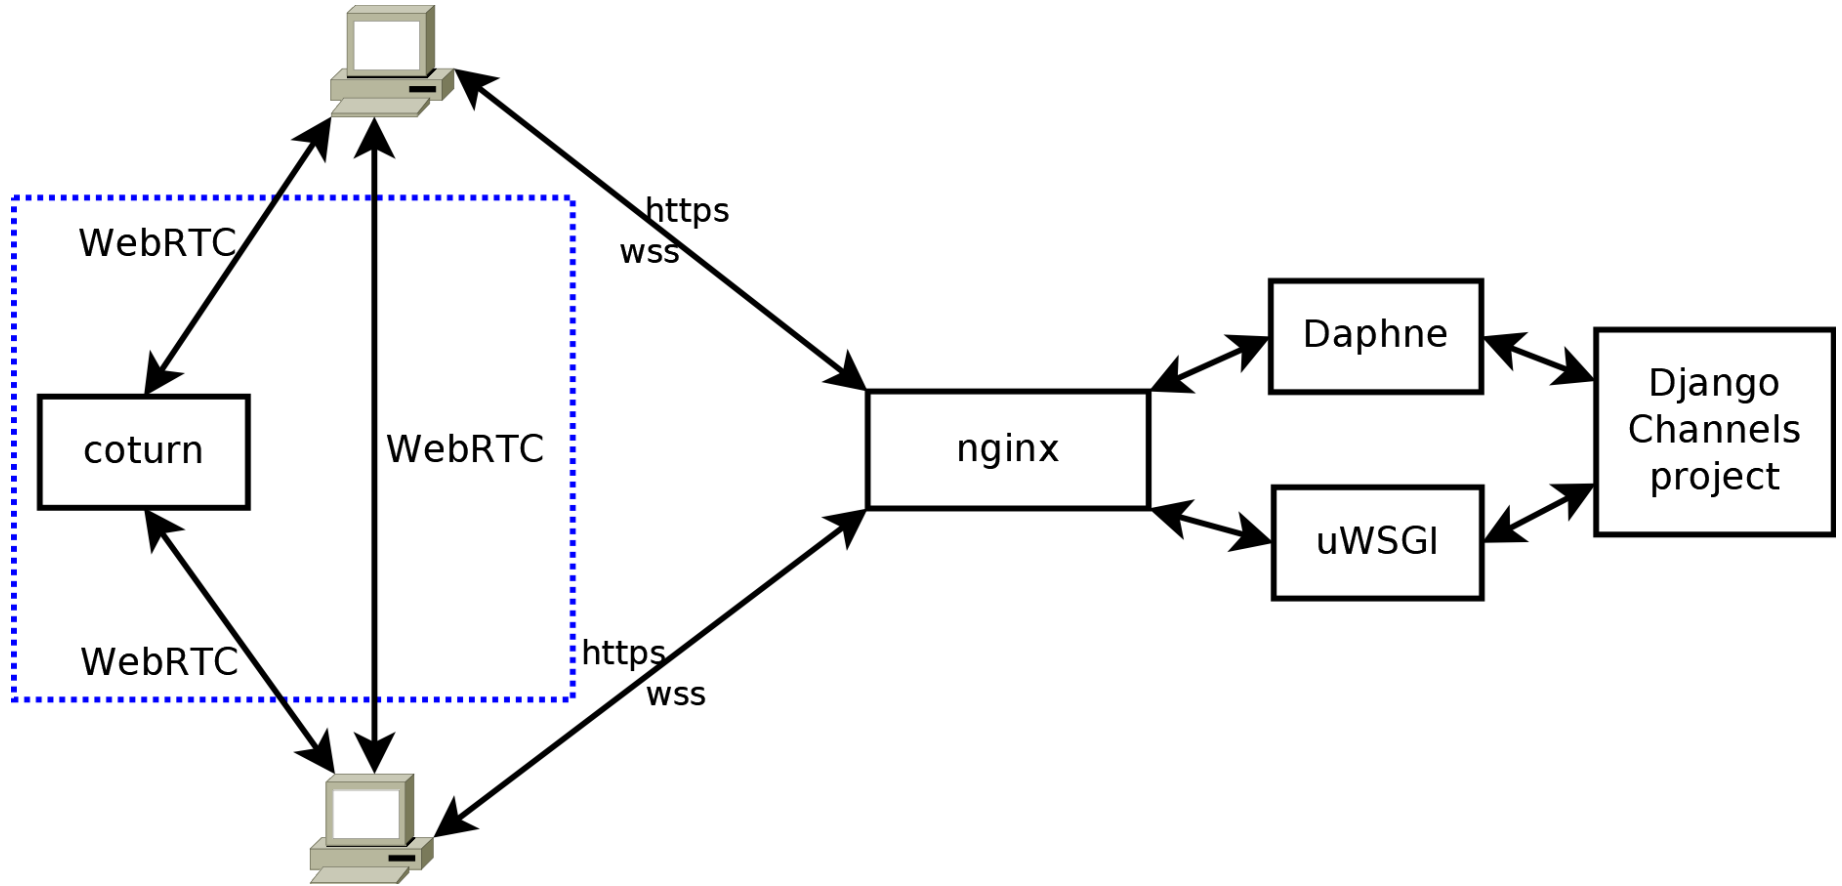 https
wss
WebRTC
Daphne
Django
Channels
project
WebRTC
coturn
nginx
uWSGI
WebRTC
https
wss